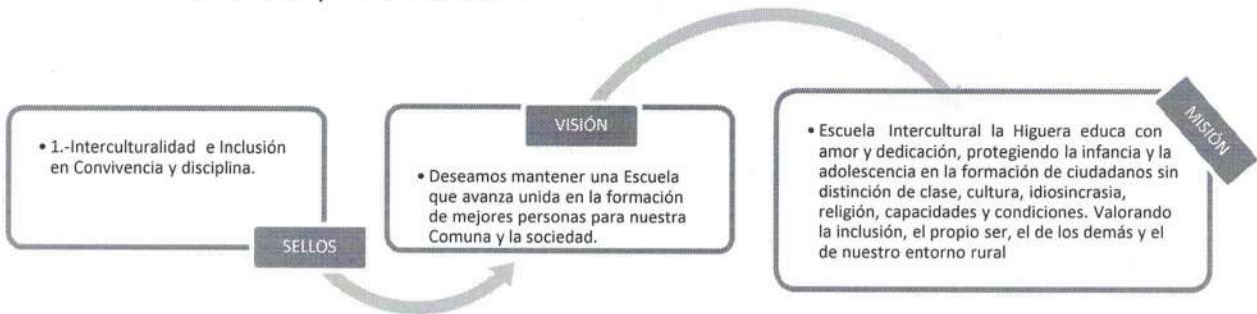 • 1.-Interculturalidad e Inclusión
en Convivencia y disciplina.
SELLOS
VISIÓN
• Deseamos mantener una Escuela
que avanza unida en la formación
de mejores personas para nuestra
Comuna y la sociedad.
MISIÓN
• Escuela Intercultural la Higuera educa con
amor y dedicación, protegiendo la infancia y la
adolescencia en la formación de ciudadanos sin
distinción de clase, cultura, idiosincrasia,
religión, capacidades y condiciones. Valorando
la inclusión, el propio ser, el de los demás y el
de nuestro entorno rural